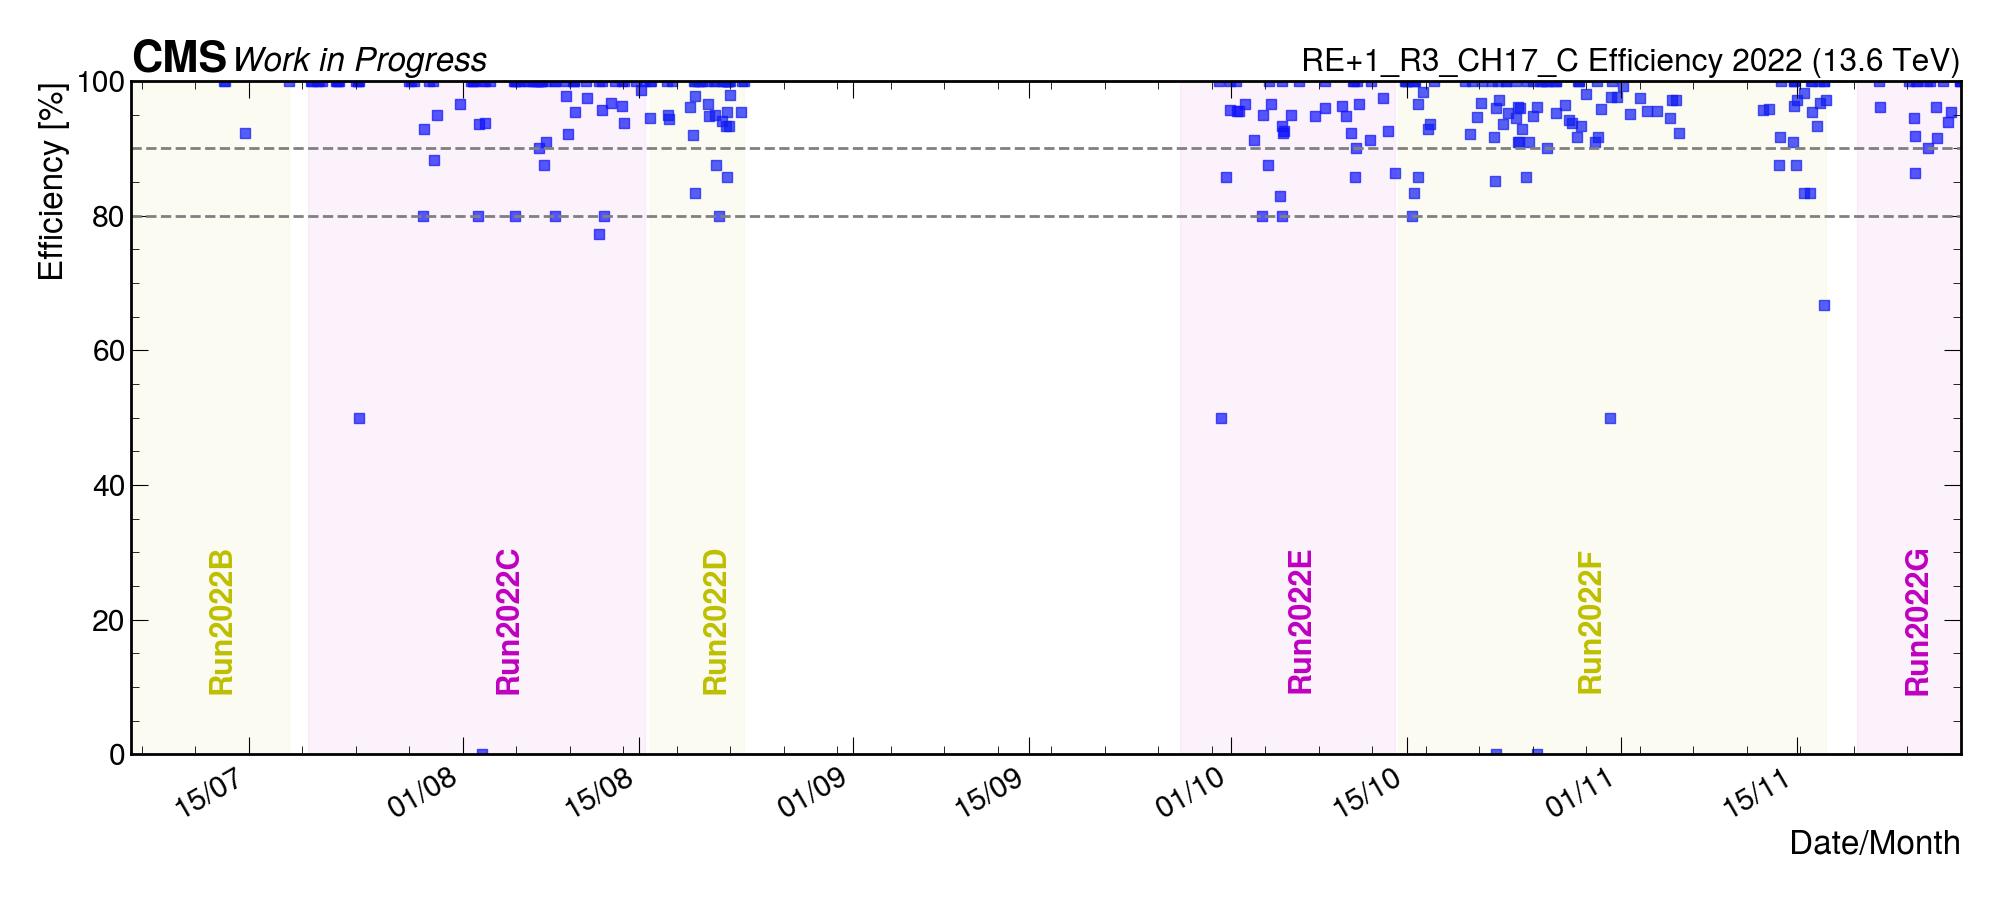 CMS Work in Progress
RE+1_R3_CH17_C Efficiency 2022 (13.6 TeV)
Efficiency [%]
100
80
60
40
20
0
Run2022B
Run2022C
Run2022D
Run2022E
Run2022F
Run2022G
15/07
01/08
15/08
01/09
15/09
01/10
15/10
01/11
15/11
Date/Month